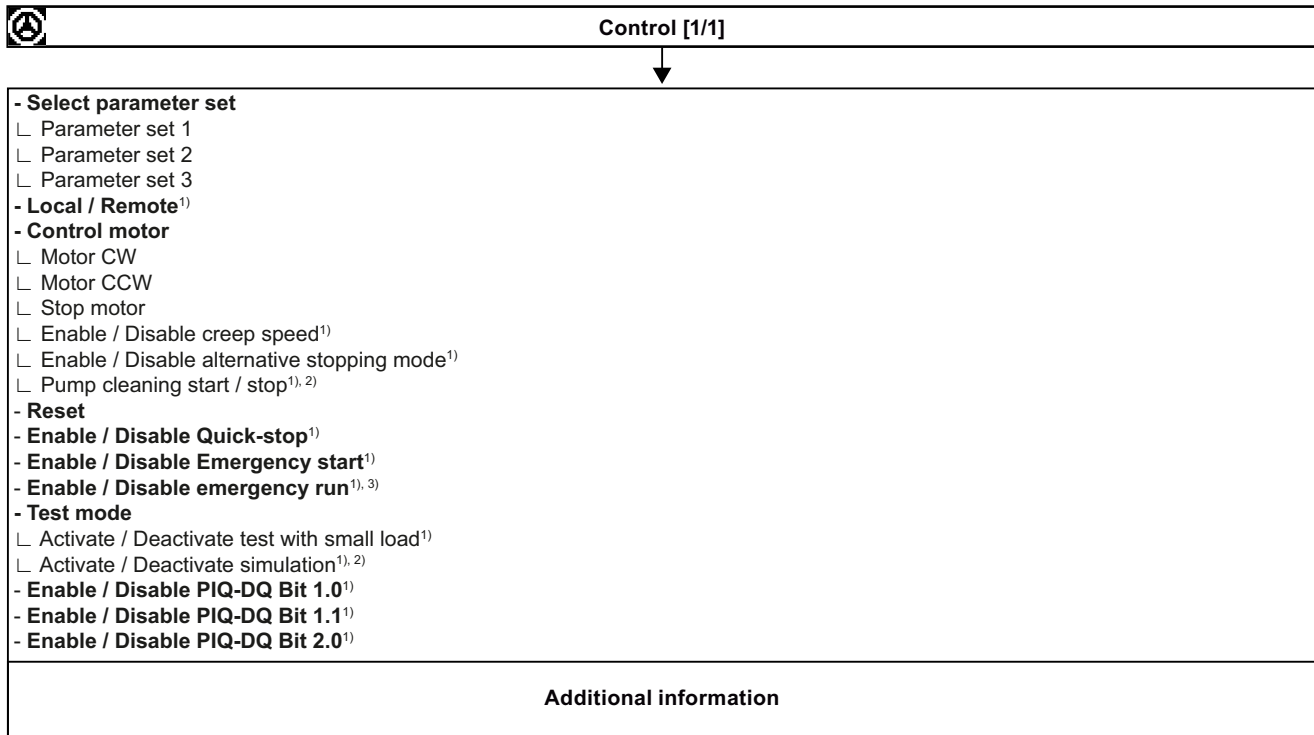 Control [1/1]
- Select parameter set
∟ Parameter set 1
∟ Parameter set 2
∟ Parameter set 3
- Local / Remote1)
- Control motor
∟ Motor CW
∟ Motor CCW
∟ Stop motor
∟ Enable / Disable creep speed1)
∟ Enable / Disable alternative stopping mode1)
∟ Pump cleaning start / stop1), 2)
- Reset
- Enable / Disable Quick-stop1)
- Enable / Disable Emergency start1)
- Enable / Disable emergency run1), 3)
- Test mode
∟ Activate / Deactivate test with small load1)
∟ Activate / Deactivate simulation1), 2)
- Enable / Disable PIQ-DQ Bit 1.01)
- Enable / Disable PIQ-DQ Bit 1.11)
- Enable / Disable PIQ-DQ Bit 2.01)
Additional information